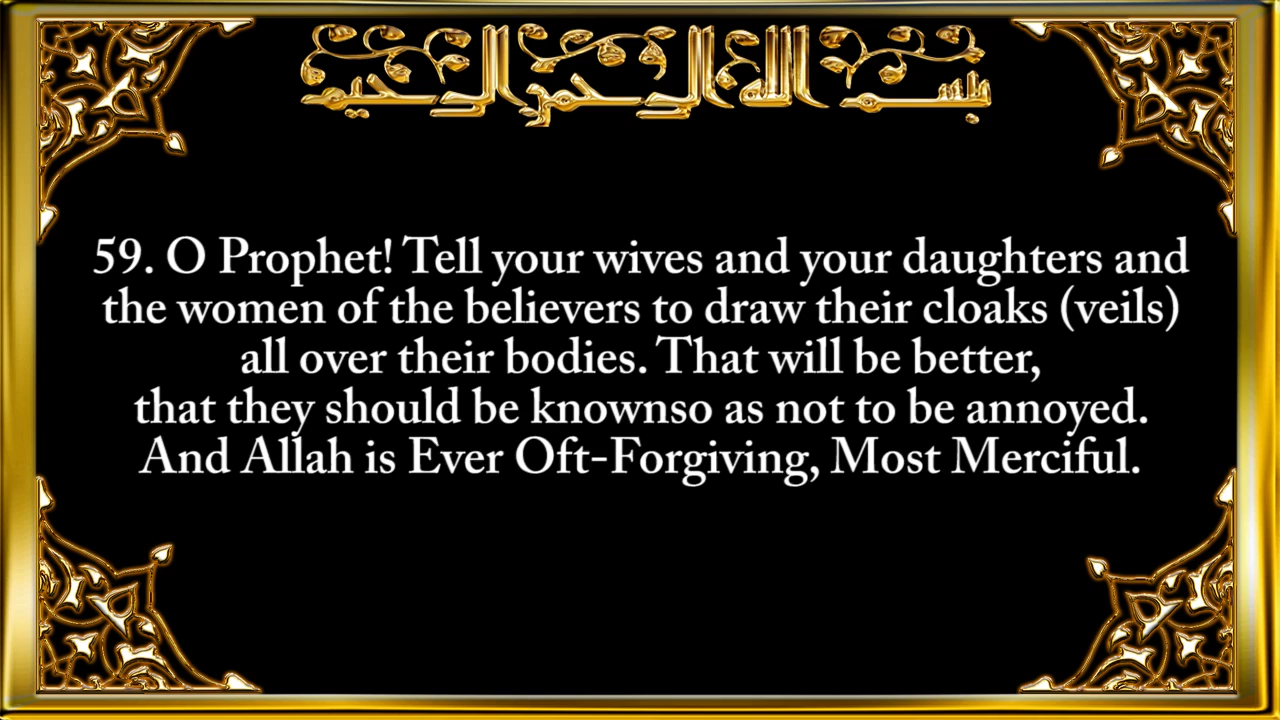 بسم الله الرحمن الرحيم
59. O Prophet! Tell your wives and your daughters and
the women of the believers to draw their cloaks (veils)
all over their bodies. That will be better,
that they should be knownso as not to be annoyed.
And Allah is Ever Oft-Forgiving, Most Merciful.